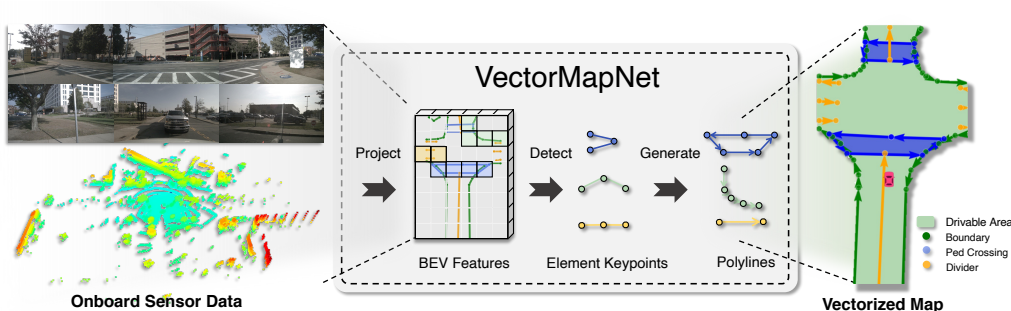 VectorMapNet
Project
Detect
Generate
BEV Features
Element Keypoints
Polylines
Onboard Sensor Data
Drivable Area
Boundary
Ped Crossing
Divider
Vectorized Map